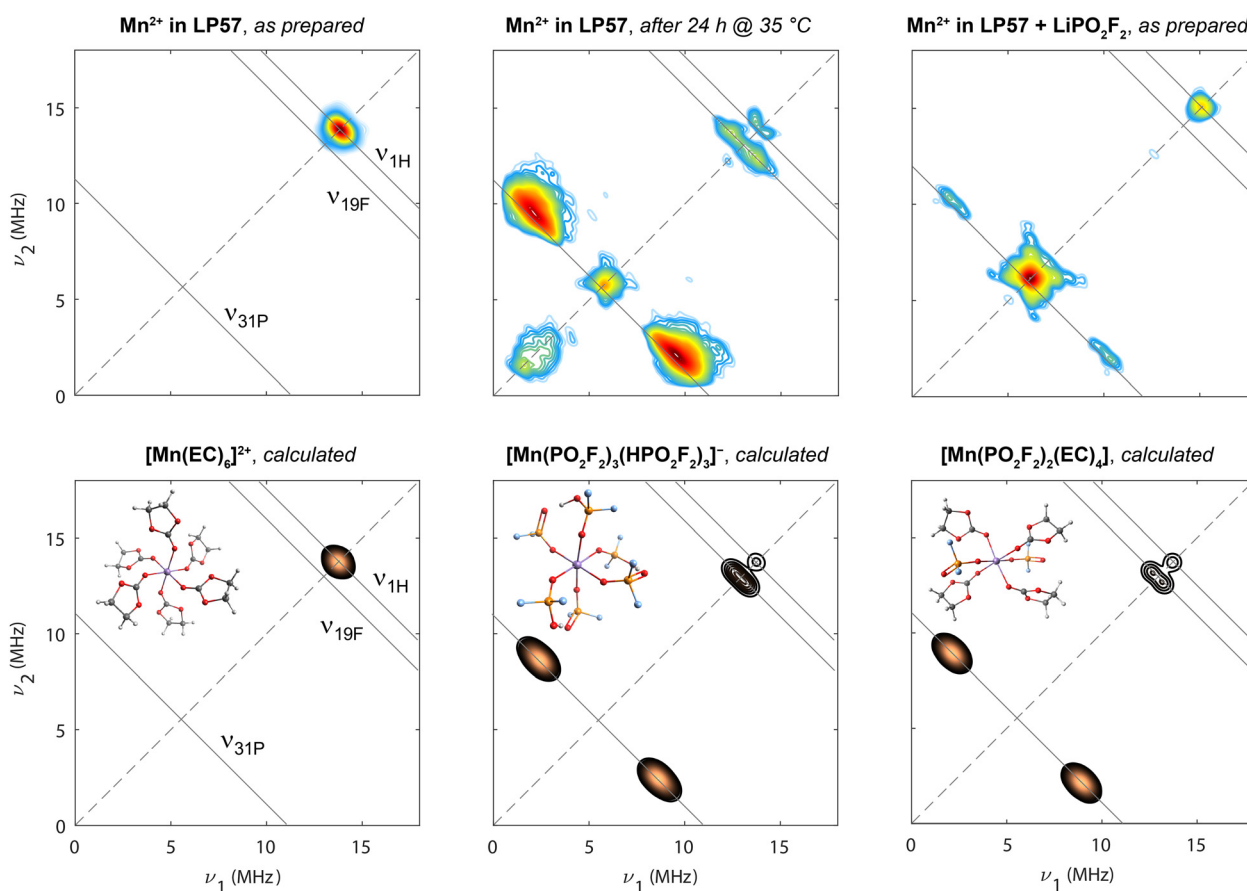 Mn²⁺ in LP57, as prepared
Mn²⁺ in LP57, after 24 h @ 35 °C
Mn²⁺ in LP57 + LiPO₂F₂, as prepared
15
10
5
0
ν₂ (MHz)
ν₁H
ν₁₉F
ν₃₁P
[Mn(EC)₆]²⁺, calculated
[Mn(PO₂F₂)₃(HPO₂F₂)₃]⁻, calculated
[Mn(PO₂F₂)₂(EC)₄], calculated
15
10
5
0
ν₂ (MHz)
ν₁H
ν₁₉F
ν₃₁P
0 5 10 15
0 5 10 15
0 5 10 15
ν₁ (MHz)
ν₁ (MHz)
ν₁ (MHz)